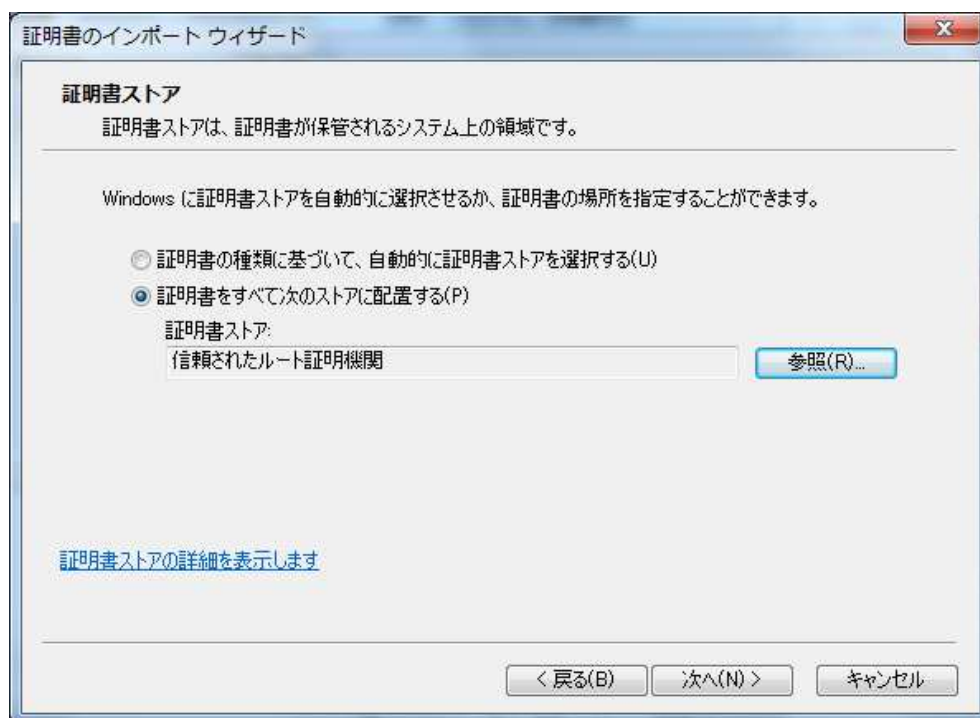 証明書のインポート ウィザード
証明書ストア
証明書ストアは、証明書が保管されるシステム上の領域です。
Windows に証明書ストアを自動的に選択させるか、証明書の場所を指定することができます。
証明書の種類に基づいて、自動的に証明書ストアを選択する(U)
証明書をすべて次のストアに配置する(P)
証明書ストア:
信頼されたルート証明機関
参照(R)...
証明書ストアの詳細を表示します
< 戻る(B)
次へ(N) >
キャンセル